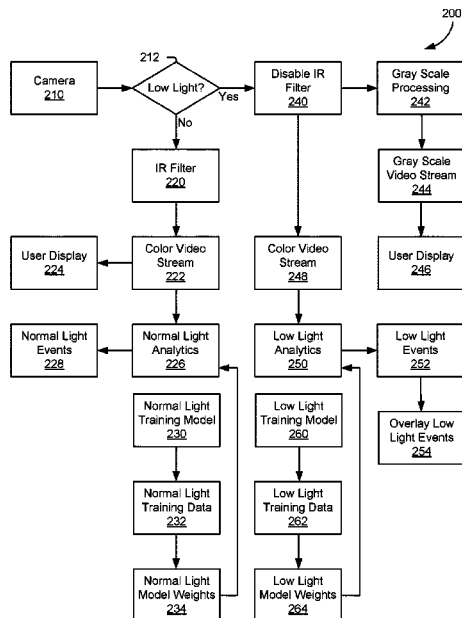 200
212
Camera
210
Low Light?
Yes
No
Disable IR
Filter
240
Gray Scale
Processing
242
IR Filter
220
Gray Scale
Video Stream
244
User Display
224
Color Video
Stream
222
Color Video
Stream
248
User Display
246
Normal Light
Events
228
Normal Light
Analytics
226
Low Light
Analytics
250
Low Light
Events
252
Normal Light
Training Model
230
Low Light
Training Model
260
Overlay Low
Light Events
254
Normal Light
Training Data
232
Low Light
Training Data
262
Normal Light
Model Weights
234
Low Light
Model Weights
264